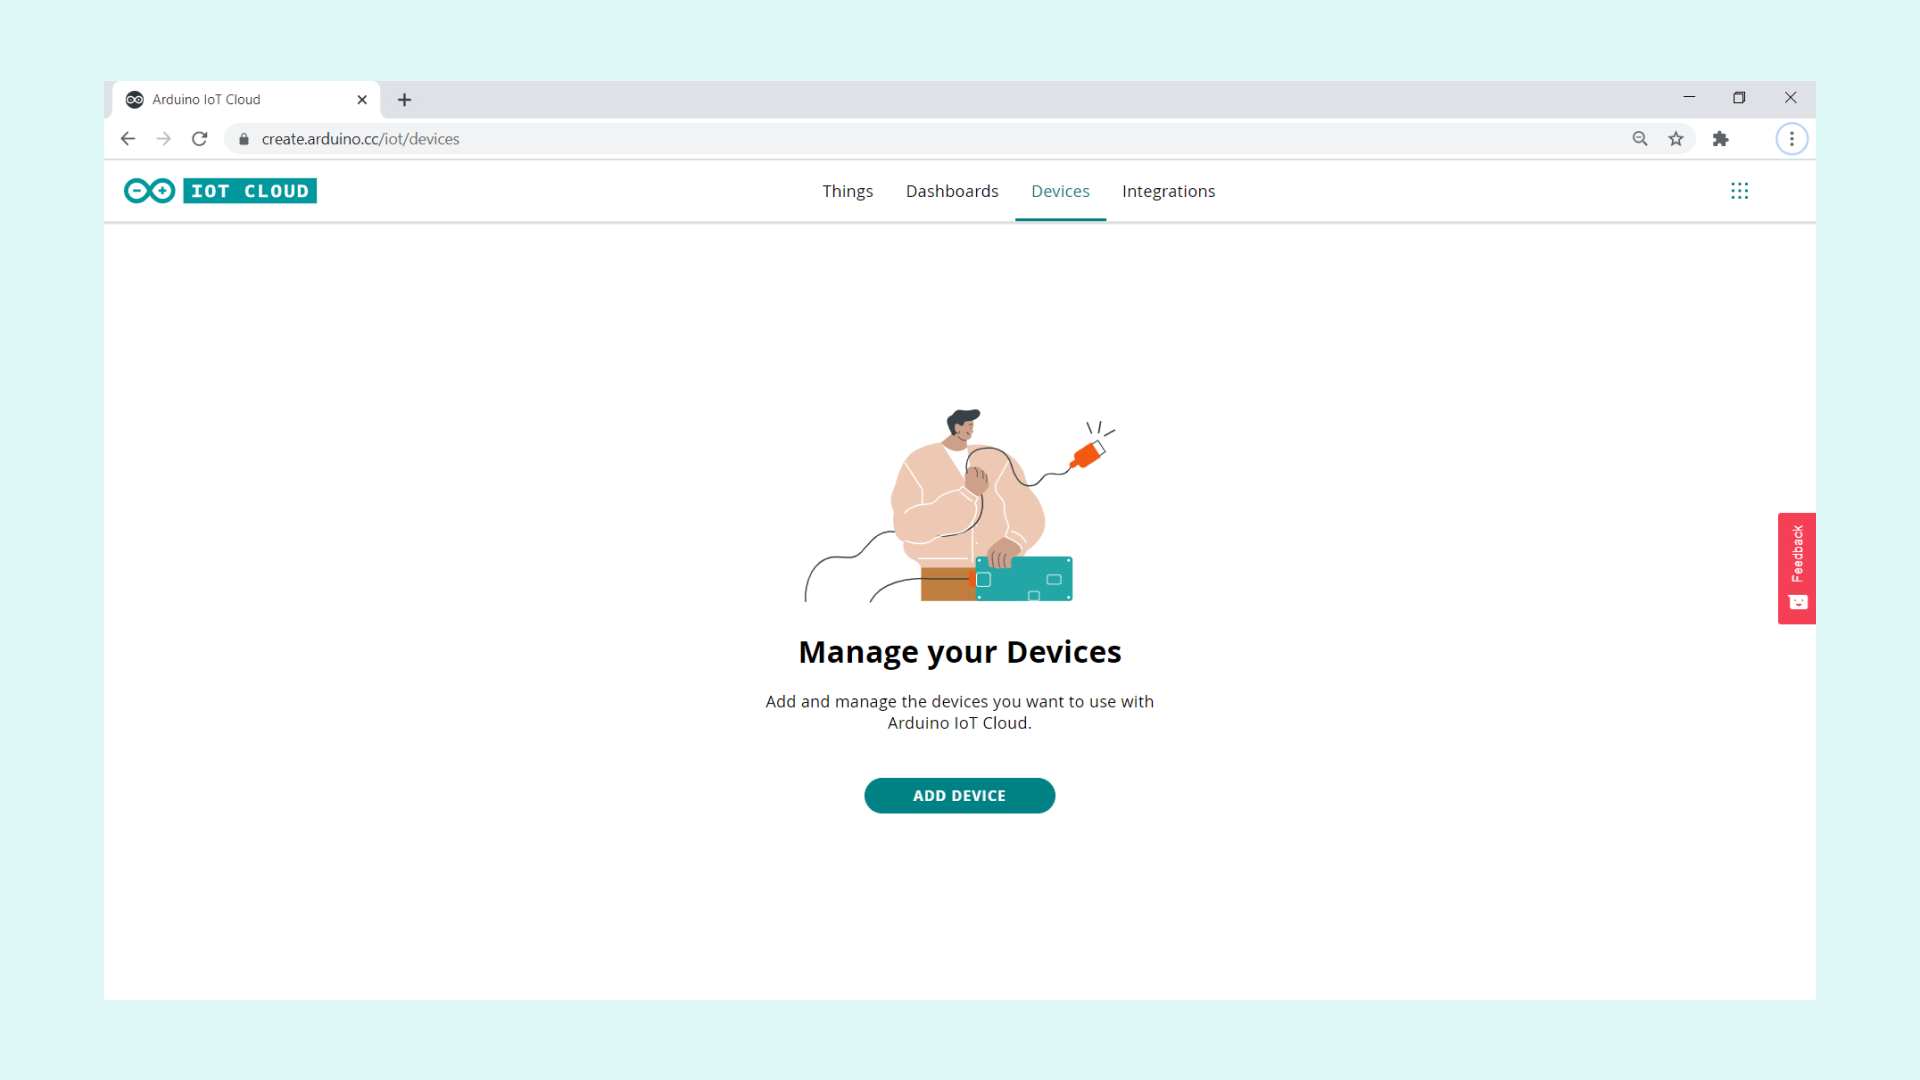 Arduino IoT Cloud
create.arduino.cc/iot/devices
IOT CLOUD
Things Dashboards Devices Integrations
Feedback
Manage your Devices
Add and manage the devices you want to use with
Arduino IoT Cloud.
ADD DEVICE